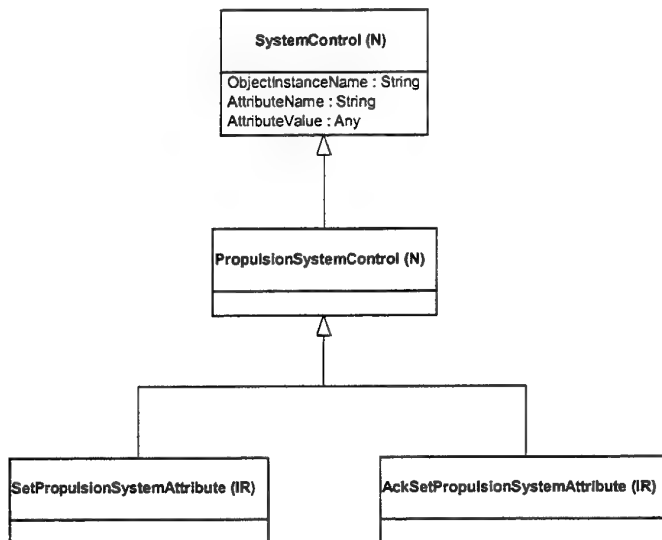 SystemControl (N)
ObjectInstanceName : String
AttributeName : String
AttributeValue : Any
PropulsionSystemControl (N)
SetPropulsionSystemAttribute (IR)
AckSetPropulsionSystemAttribute (IR)